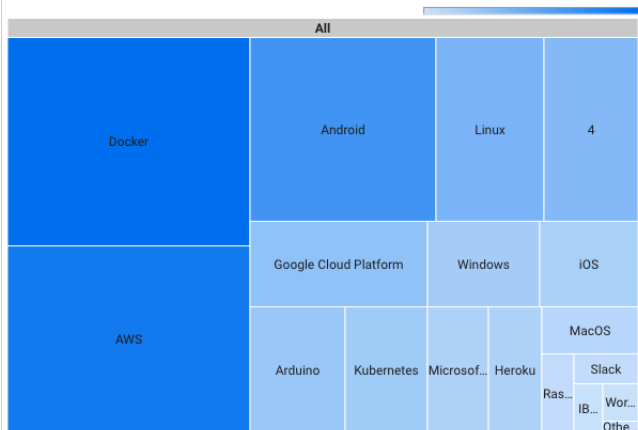 All
Docker
Android
Linux
4
Google Cloud Platform
Windows
iOS
AWS
Arduino
Kubernetes
Microsof...
Heroku
MacOS
Slack
Ras...
IB...
Wor...
Othe